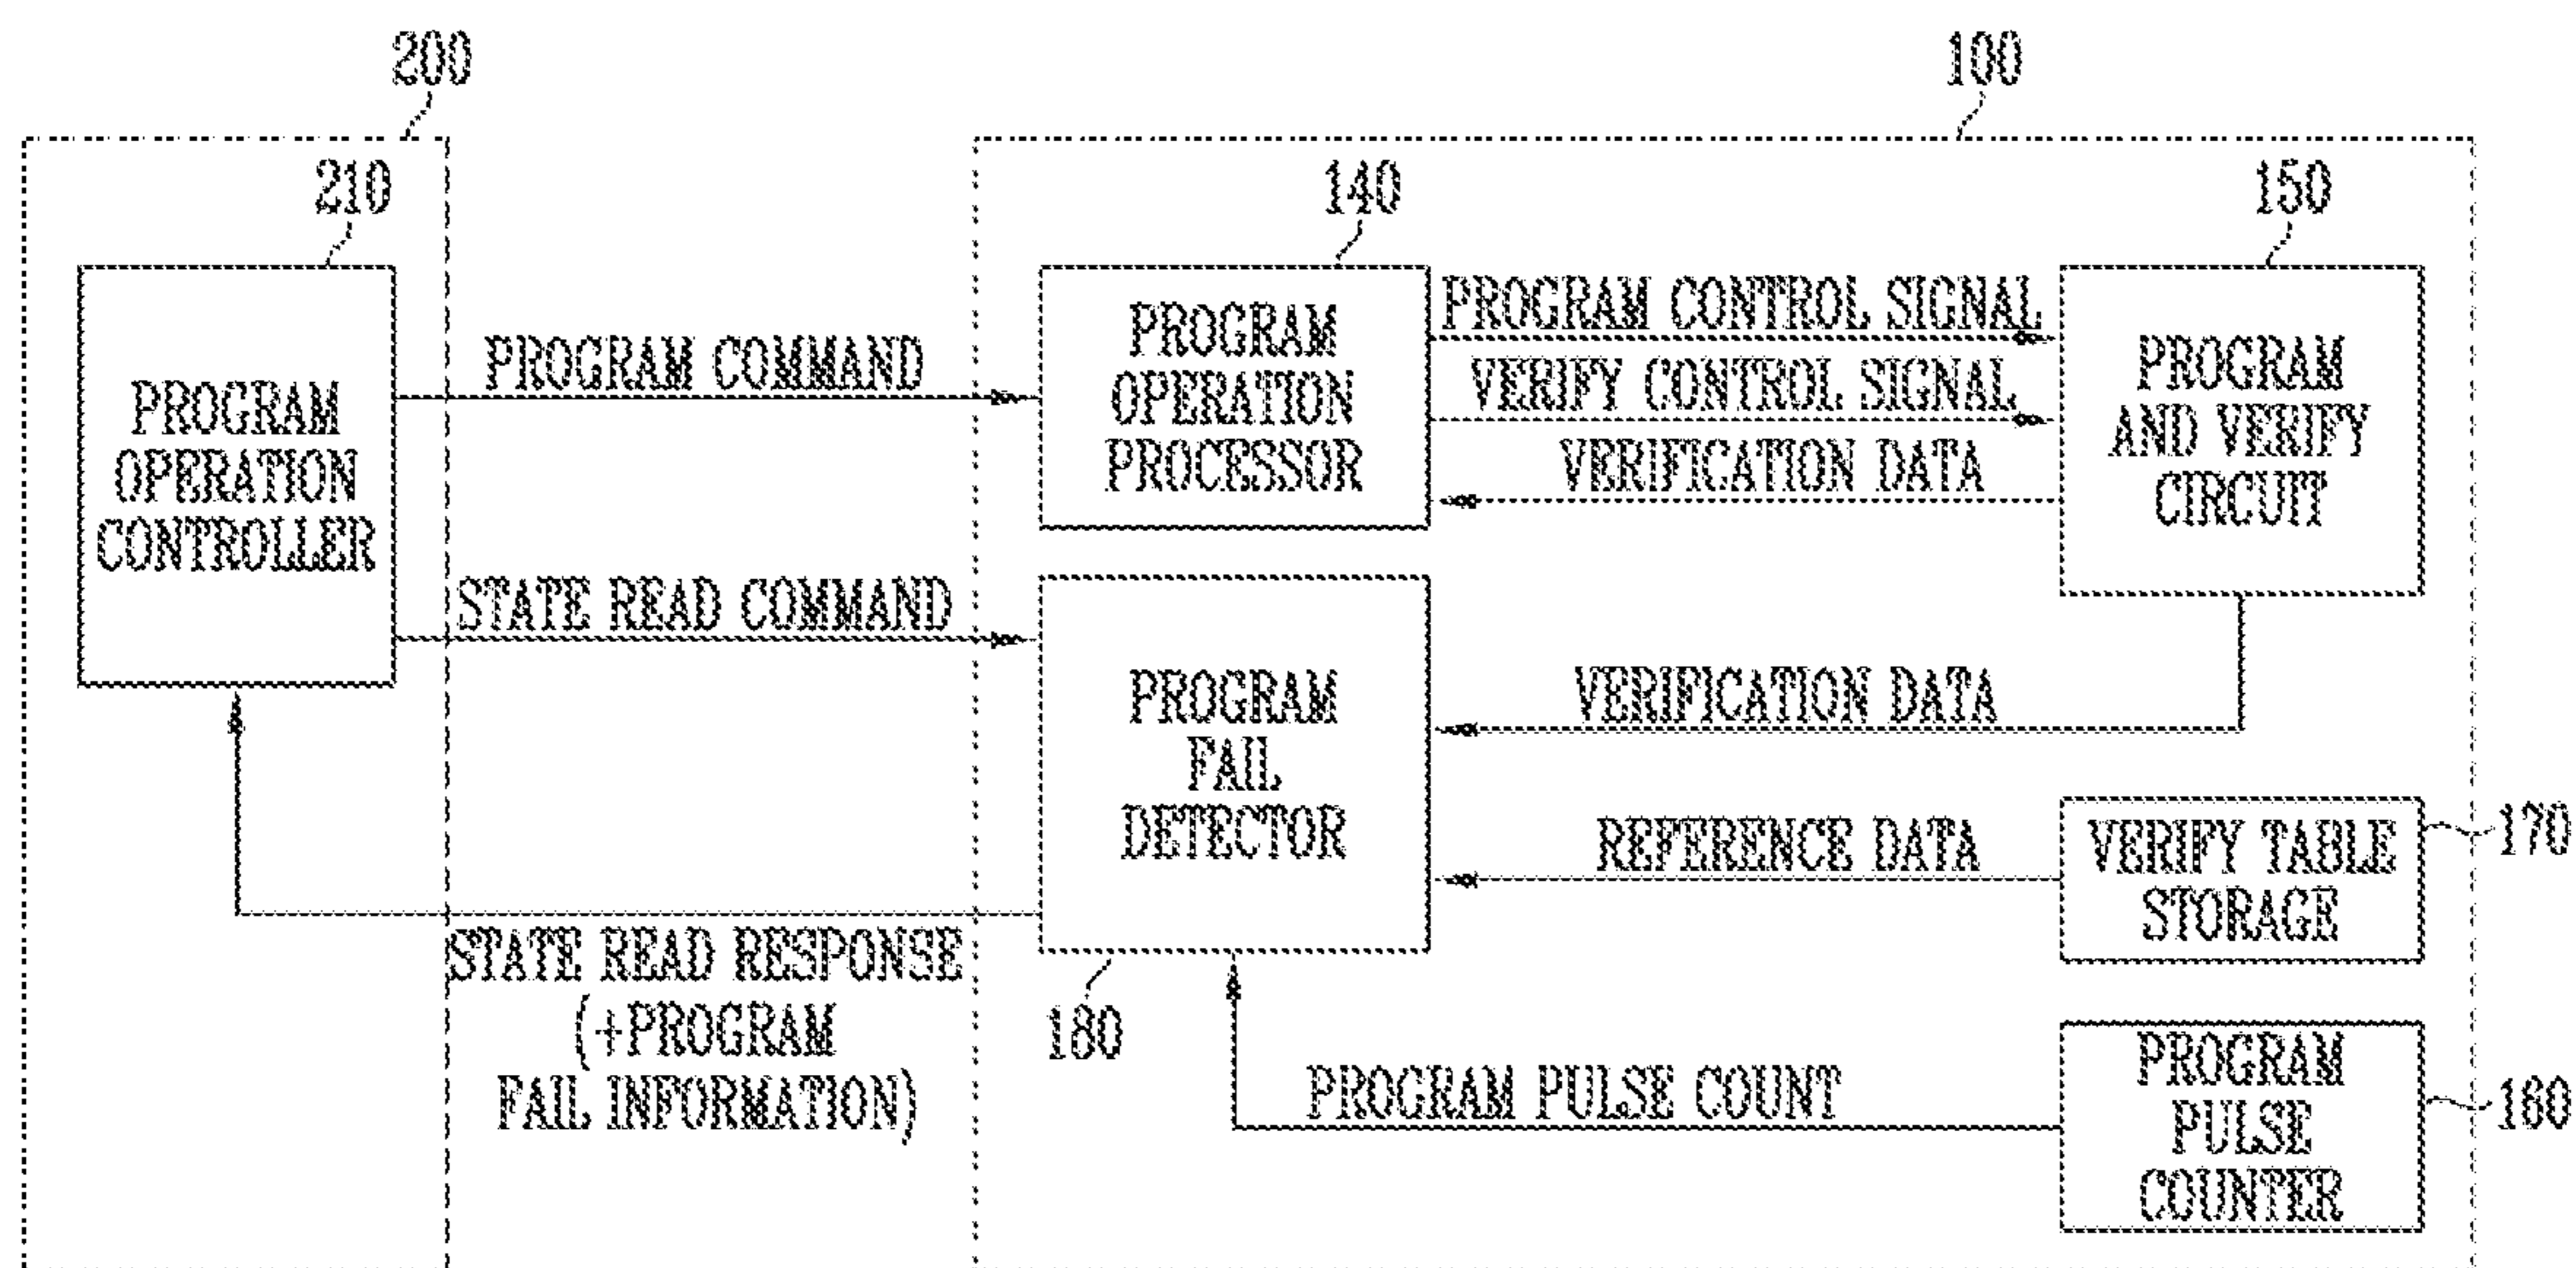 200
100
210
140
150
PROGRAM
OPERATION
CONTROLLER
PROGRAM COMMAND
PROGRAM
OPERATION
PROCESSOR
PROGRAM CONTROL SIGNAL
VERIFY CONTROL SIGNAL
VERIFICATION DATA
PROGRAM
AND VERIFY
CIRCUIT
STATE READ COMMAND
PROGRAM
FAIL
DETECTOR
VERIFICATION DATA
REFERENCE DATA
VERIFY TABLE
STORAGE
170
STATE READ RESPONSE
(+PROGRAM
FAIL INFORMATION)
180
PROGRAM PULSE COUNT
PROGRAM
PULSE
COUNTER
160